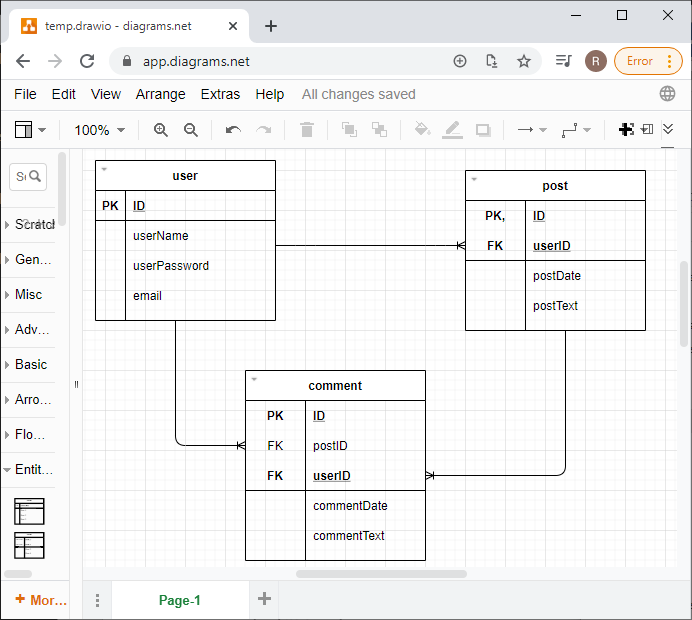 temp.drawio - diagrams.net
app.diagrams.net
R
Error
File Edit View Arrange Extras Help All changes saved
100%
Scratch
Gen...
Misc
Adv...
Basic
Arro...
Flo...
Entit...
+ Mor...
user
PK ID
userName
userPassword
email
post
PK, ID
FK userID
postDate
postText
comment
PK ID
FK postID
FK userID
commentDate
commentText
Page-1